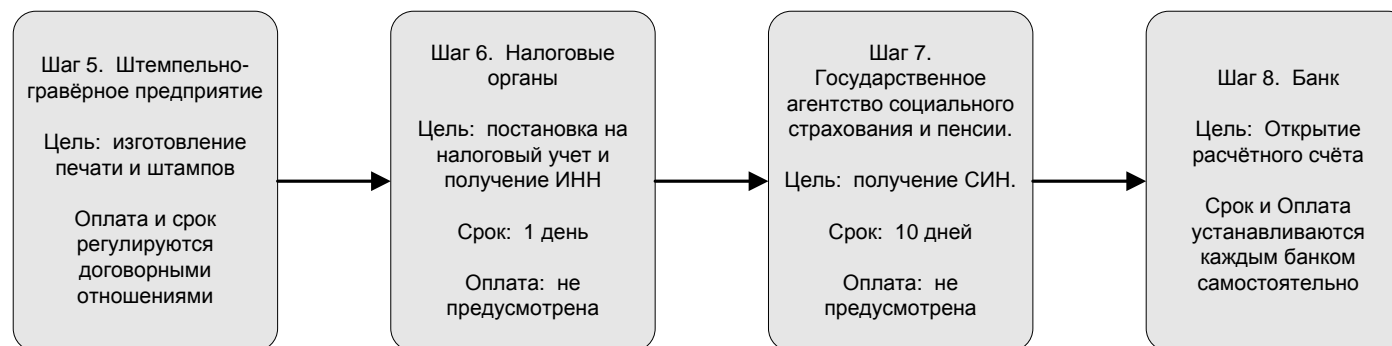 Шаг 5.  Штемпельно-
гравёрное предприятие
Цель:  изготовление
печати и штампов
Оплата и срок
регулируются
договорными
отношениями
Шаг 6.  Налоговые
органы
Цель:  постановка на
налоговый учет и
получение ИНН
Срок:  1 день
Оплата:  не
предусмотрена
Шаг 7.
Государственное
агентство социального
страхования и пенсии.
Цель:  получение СИН.
Срок:  10 дней
Оплата:  не
предусмотрена
Шаг 8.  Банк
Цель:  Открытие
расчётного счёта
Срок и Оплата
устанавливаются
каждым банком
самостоятельно